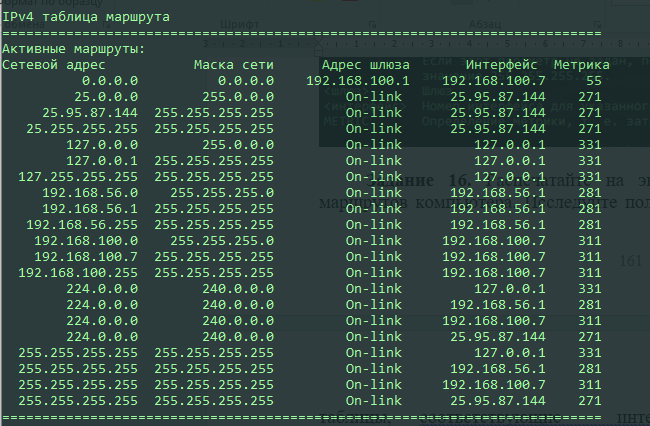 IPv4 таблица маршрута
===========================================================================
Активные маршруты:
Сетевой адрес Маска сети Адрес шлюза Интерфейс Метрика
0.0.0.0 0.0.0.0 192.168.100.1 192.168.100.7 55
25.0.0.0 255.0.0.0 On-link 25.95.87.144 271
25.95.87.144 255.255.255.255 On-link 25.95.87.144 271
25.255.255.255 255.255.255.255 On-link 25.95.87.144 271
127.0.0.0 255.0.0.0 On-link 127.0.0.1 331
127.0.0.1 255.255.255.255 On-link 127.0.0.1 331
127.255.255.255 255.255.255.255 On-link 127.0.0.1 331
192.168.56.0 255.255.255.0 On-link 192.168.56.1 281
192.168.56.1 255.255.255.255 On-link 192.168.56.1 281
192.168.56.255 255.255.255.255 On-link 192.168.56.1 281
192.168.100.0 255.255.255.0 On-link 192.168.100.7 311
192.168.100.7 255.255.255.255 On-link 192.168.100.7 311
192.168.100.255 255.255.255.255 On-link 192.168.100.7 311
224.0.0.0 240.0.0.0 On-link 127.0.0.1 331
224.0.0.0 240.0.0.0 On-link 192.168.56.1 281
224.0.0.0 240.0.0.0 On-link 192.168.100.7 311
224.0.0.0 240.0.0.0 On-link 25.95.87.144 271
255.255.255.255 255.255.255.255 On-link 127.0.0.1 331
255.255.255.255 255.255.255.255 On-link 192.168.56.1 281
255.255.255.255 255.255.255.255 On-link 192.168.100.7 311
255.255.255.255 255.255.255.255 On-link 25.95.87.144 271
===========================================================================